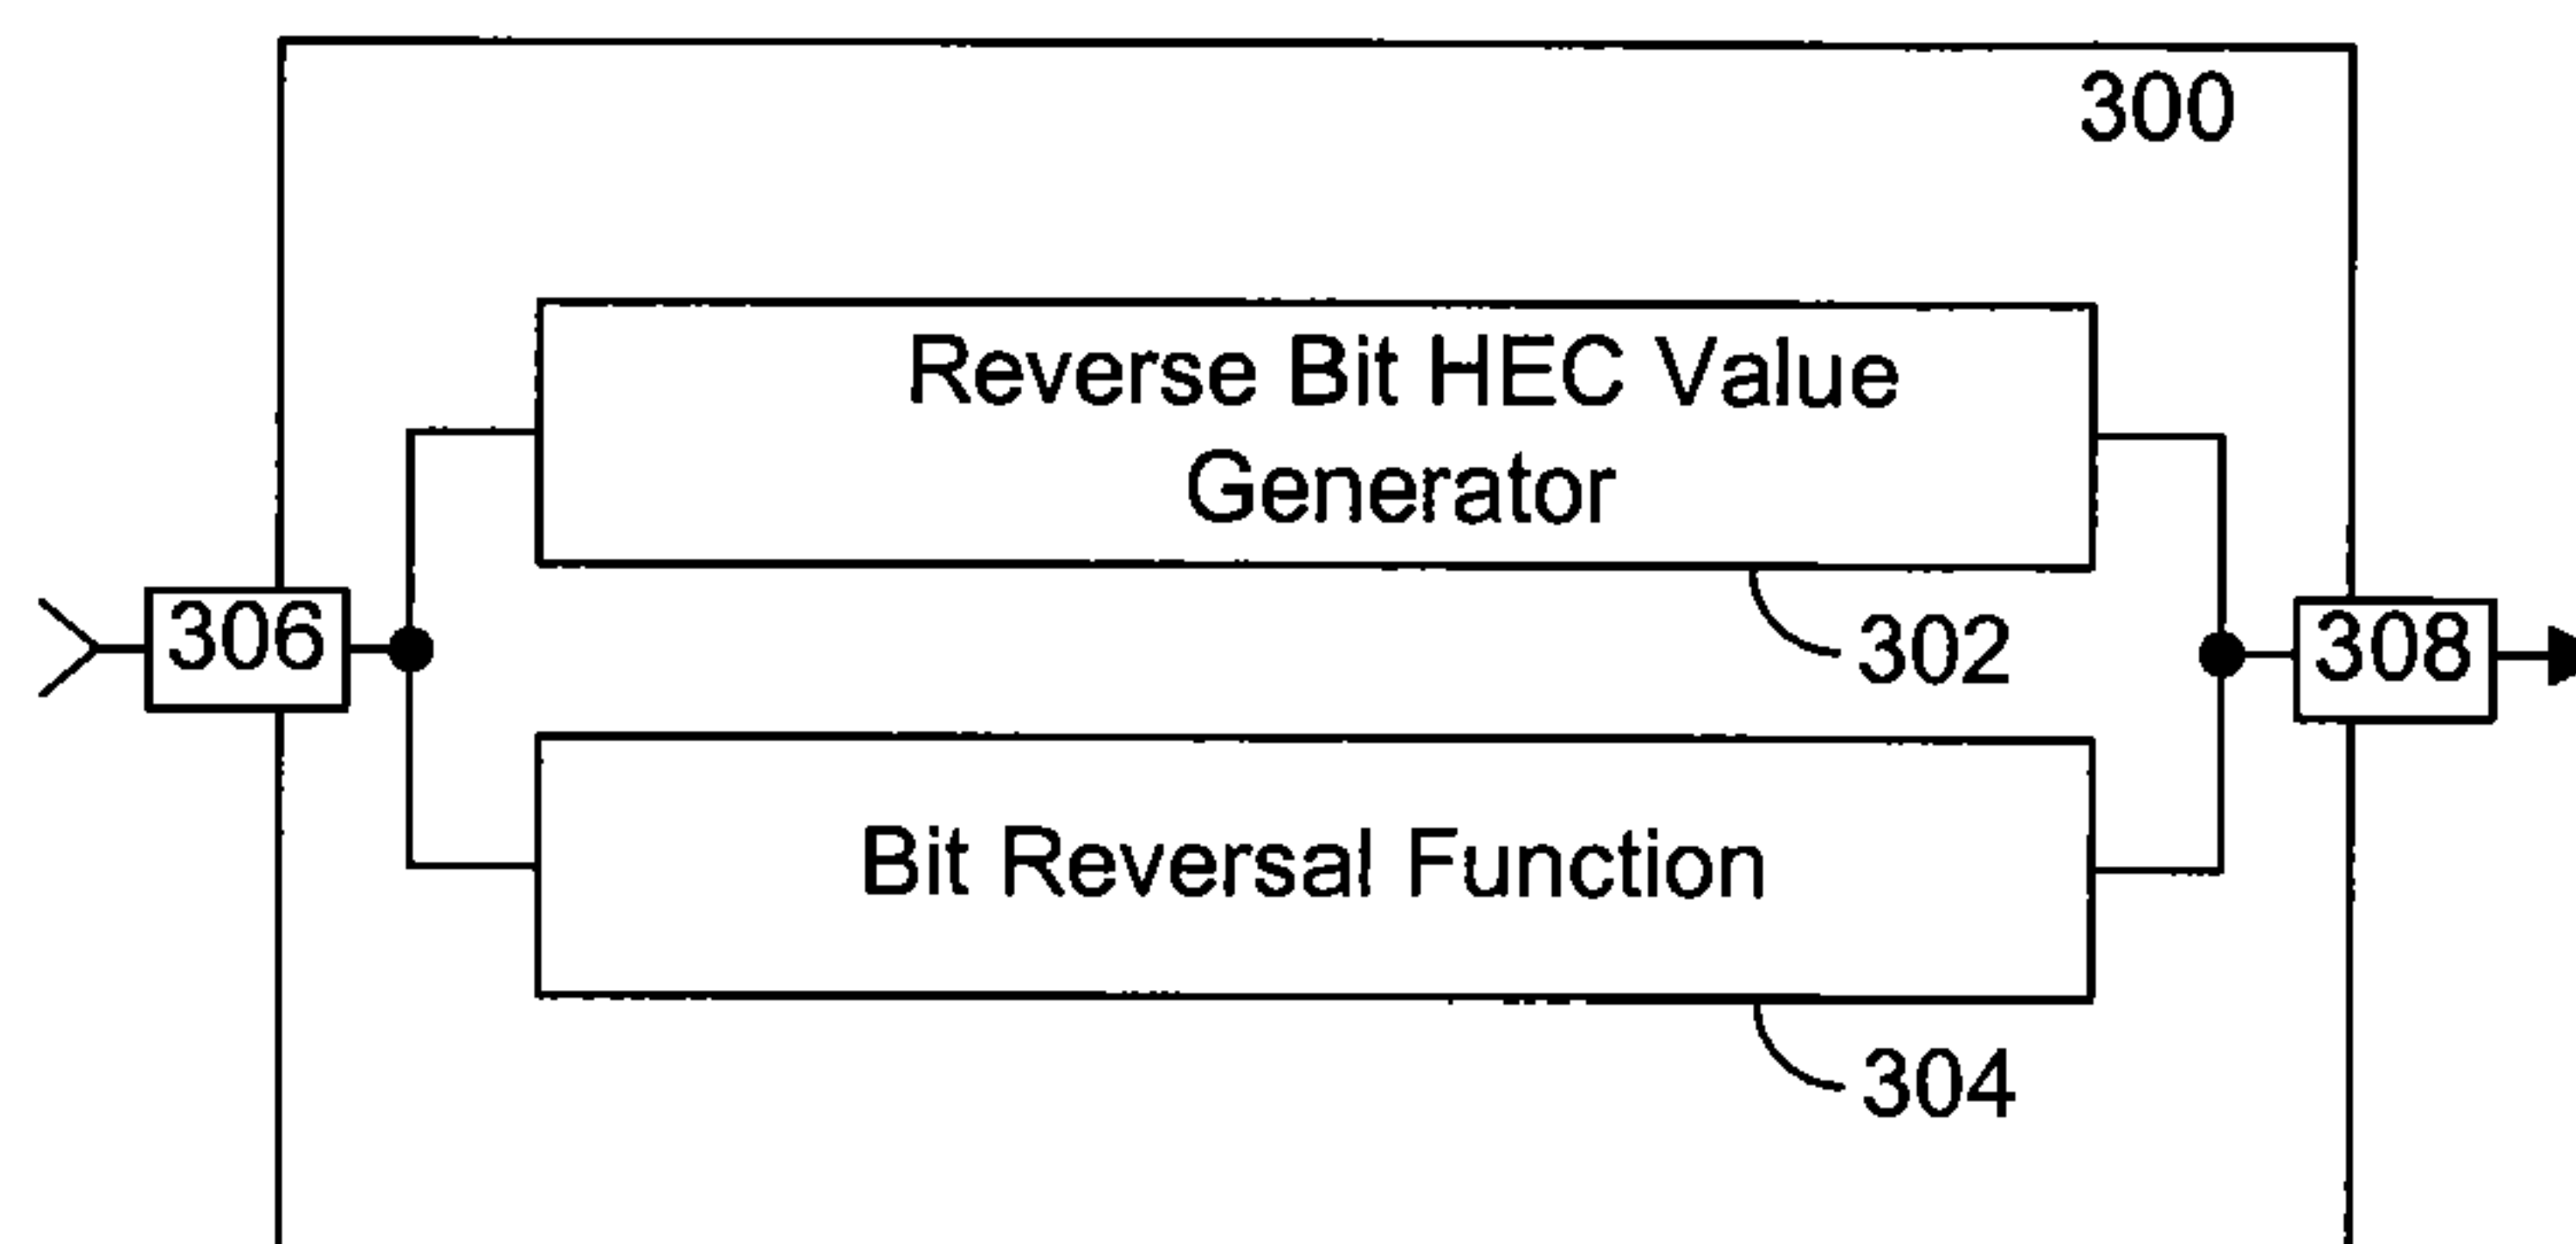 300
Reverse Bit HEC Value
Generator
306
302
308
Bit Reversal Function
304